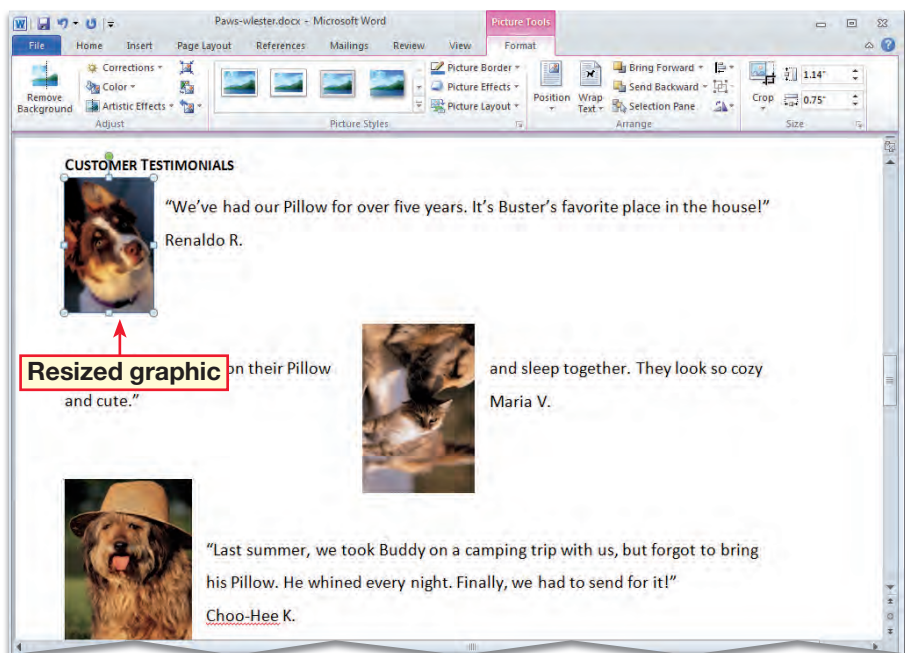 Paws-wlester.docx - Microsoft Word
Picture Tools
File Home Insert Page Layout References Mailings Review View Format
Corrections
Color
Artistic Effects
Remove Background
Adjust
Picture Styles
Picture Border
Picture Effects
Picture Layout
Position
Wrap Text
Bring Forward
Send Backward
Selection Pane
Arrange
Crop
1.14"
0.75"
Size
CUSTOMER TESTIMONIALS
“We’ve had our Pillow for over five years. It’s Buster’s favorite place in the house!”
Renaldo R.
Resized graphic
on their Pillow and sleep together. They look so cozy
and cute.” Maria V.
“Last summer, we took Buddy on a camping trip with us, but forgot to bring
his Pillow. He whined every night. Finally, we had to send for it!”
Choo-Hee K.